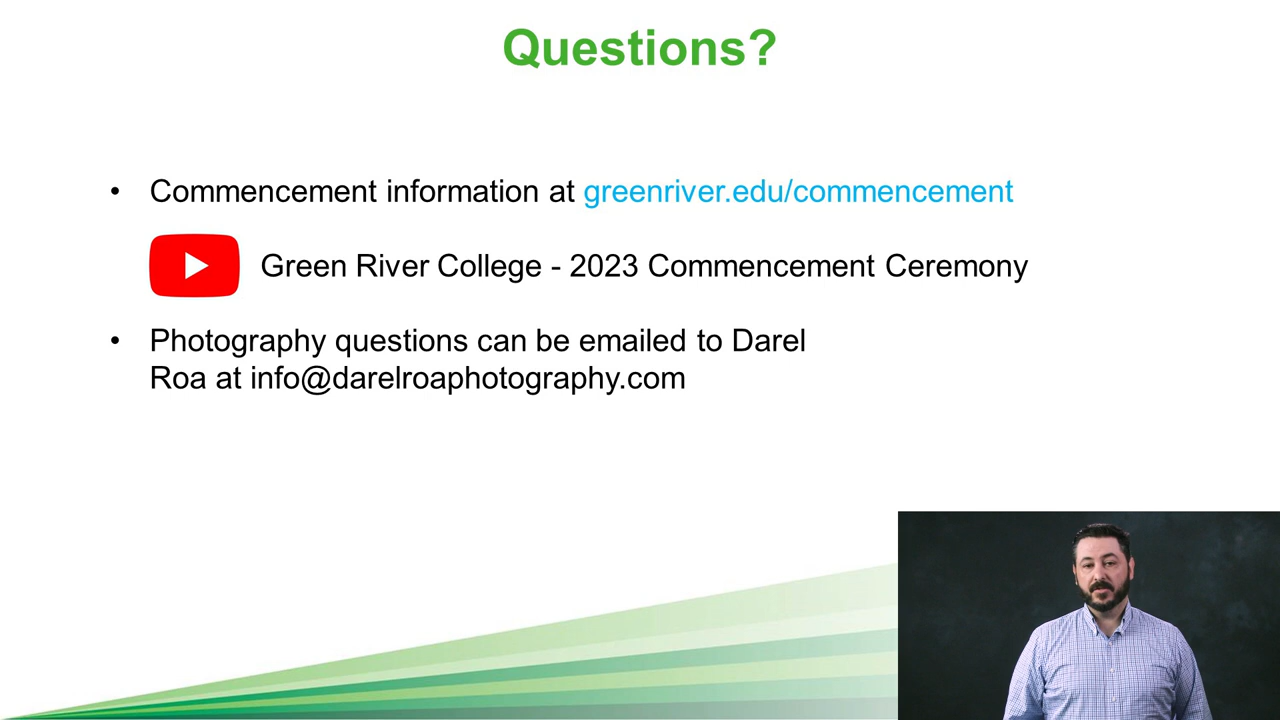 Questions?
• Commencement information at greenriver.edu/commencement
Green River College - 2023 Commencement Ceremony
• Photography questions can be emailed to Darel
Roa at info@darelroaphotography.com